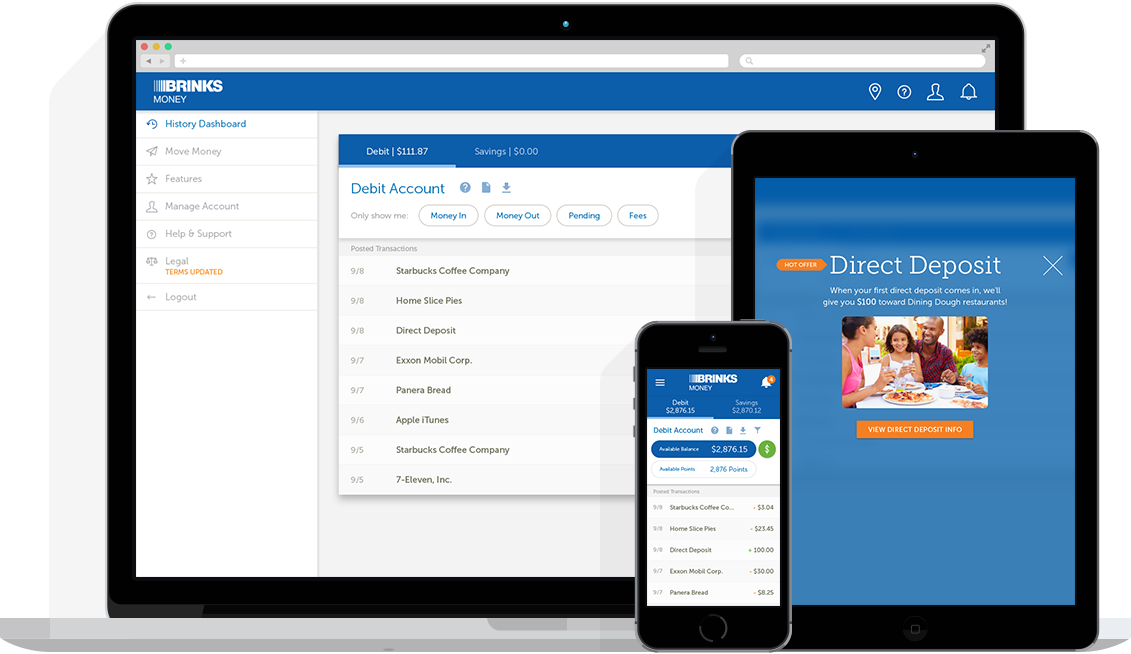 BRINKS
MONEY
History Dashboard
Move Money
Features
Manage Account
Help & Support
Legal
TERMS UPDATED
Logout
Debit | $111.87
Savings | $0.00
Debit Account
Only show me:
Money In
Money Out
Pending
Fees
Posted Transactions
9/8 Starbucks Coffee Company
9/8 Home Slice Pies
9/8 Direct Deposit
9/7 Exxon Mobil Corp.
9/7 Panera Bread
9/6 Apple iTunes
9/5 Starbucks Coffee Company
9/5 7-Eleven, Inc.
BRINKS
MONEY
4
Debit
$2,876.15
Savings
$2,870.12
Debit Account
Available Balance $2,876.15
$
Available Points 2,876 Points
Posted Transactions
9/8 Starbucks Coffee Co... - $3.04
9/8 Home Slice Pies - $23.45
9/8 Direct Deposit + 100.00
9/7 Exxon Mobil Corp. - $30.00
9/7 Panera Bread - $8.25
HOT OFFER
Direct Deposit
When your first direct deposit comes in, we'll
give you $100 toward Dining Dough restaurants!
VIEW DIRECT DEPOSIT INFO